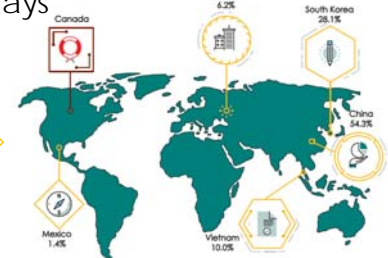 ays
Canada
6.2%
South Korea
28.1%
China
54.3%
Mexico
1.4%
Vietnam
10.0%